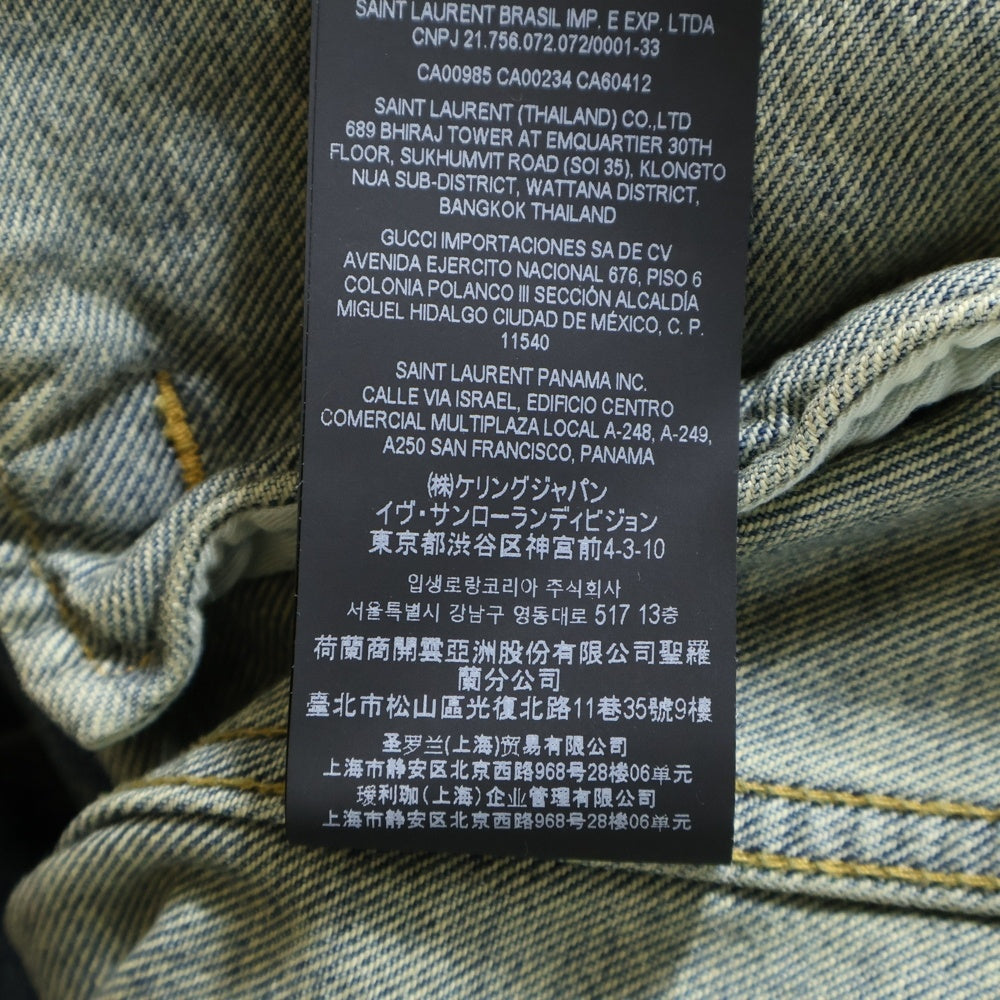 SAINT LAURENT BRASIL IMP. E EXP. LTDA
CNPJ 21.756.072.072/0001-33
CA00985 CA00234 CA60412
SAINT LAURENT (THAILAND) CO.,LTD
689 BHIRAJ TOWER AT EMQUARTIER 30TH
FLOOR, SUKHUMVIT ROAD (SOI 35), KLONGTO
NUA SUB-DISTRICT, WATTANA DISTRICT,
BANGKOK THAILAND
GUCCI IMPORTACIONES SA DE CV
AVENIDA EJERCITO NACIONAL 676, PISO 6
COLONIA POLANCO III SECCIÓN ALCALDÍA
MIGUEL HIDALGO CIUDAD DE MÉXICO, C. P.
11540
SAINT LAURENT PANAMA INC.
CALLE VIA ISRAEL, EDIFICIO CENTRO
COMERCIAL MULTIPLAZA LOCAL A-248, A-249,
A250 SAN FRANCISCO, PANAMA
㈱ケリングジャパン
イヴ・サンローランディビジョン
東京都渋谷区神宮前4-3-10
입생로랑코리아 주식회사
서울특별시 강남구 영동대로 517 13층
荷蘭商開雲亞洲股份有限公司聖羅
蘭分公司
臺北市松山區光復北路11巷35號9樓
圣罗兰(上海)贸易有限公司
上海市静安区北京西路968号28楼06单元
瑷利珈(上海)企业管理有限公司
上海市静安区北京西路968号28楼06单元